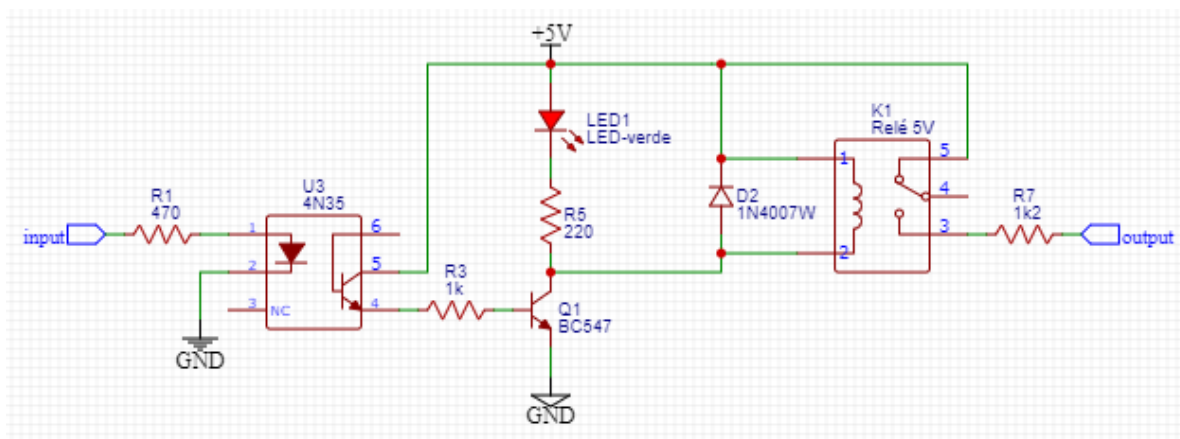 +5V
LED1
LED-verde
K1
Relé 5V
1
5
4
3
2
D2
1N4007W
R7
1k2
output
R5
220
U3
4N35
R1
470
input
1
2
3
NC
6
5
4
R3
1k
Q1
BC547
GND
GND